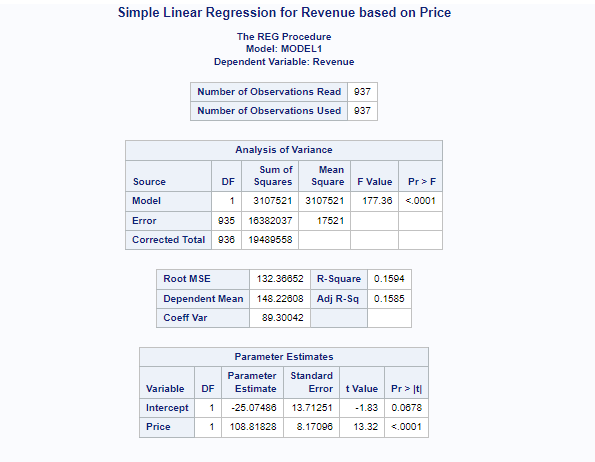 Simple Linear Regression for Revenue based on Price
The REG Procedure
Model: MODEL1
Dependent Variable: Revenue
Number of Observations Read 937
Number of Observations Used 937
Analysis of Variance
Source DF Sum of Squares Mean Square F Value Pr > F
Model 1 3107521 3107521 177.36 <.0001
Error 935 16382037 17521
Corrected Total 936 19489558
Root MSE 132.36652 R-Square 0.1594
Dependent Mean 148.22608 Adj R-Sq 0.1585
Coeff Var 89.30042
Parameter Estimates
Variable DF Parameter Estimate Standard Error t Value Pr > |t|
Intercept 1 -25.07486 13.71251 -1.83 0.0678
Price 1 108.81828 8.17096 13.32 <.0001